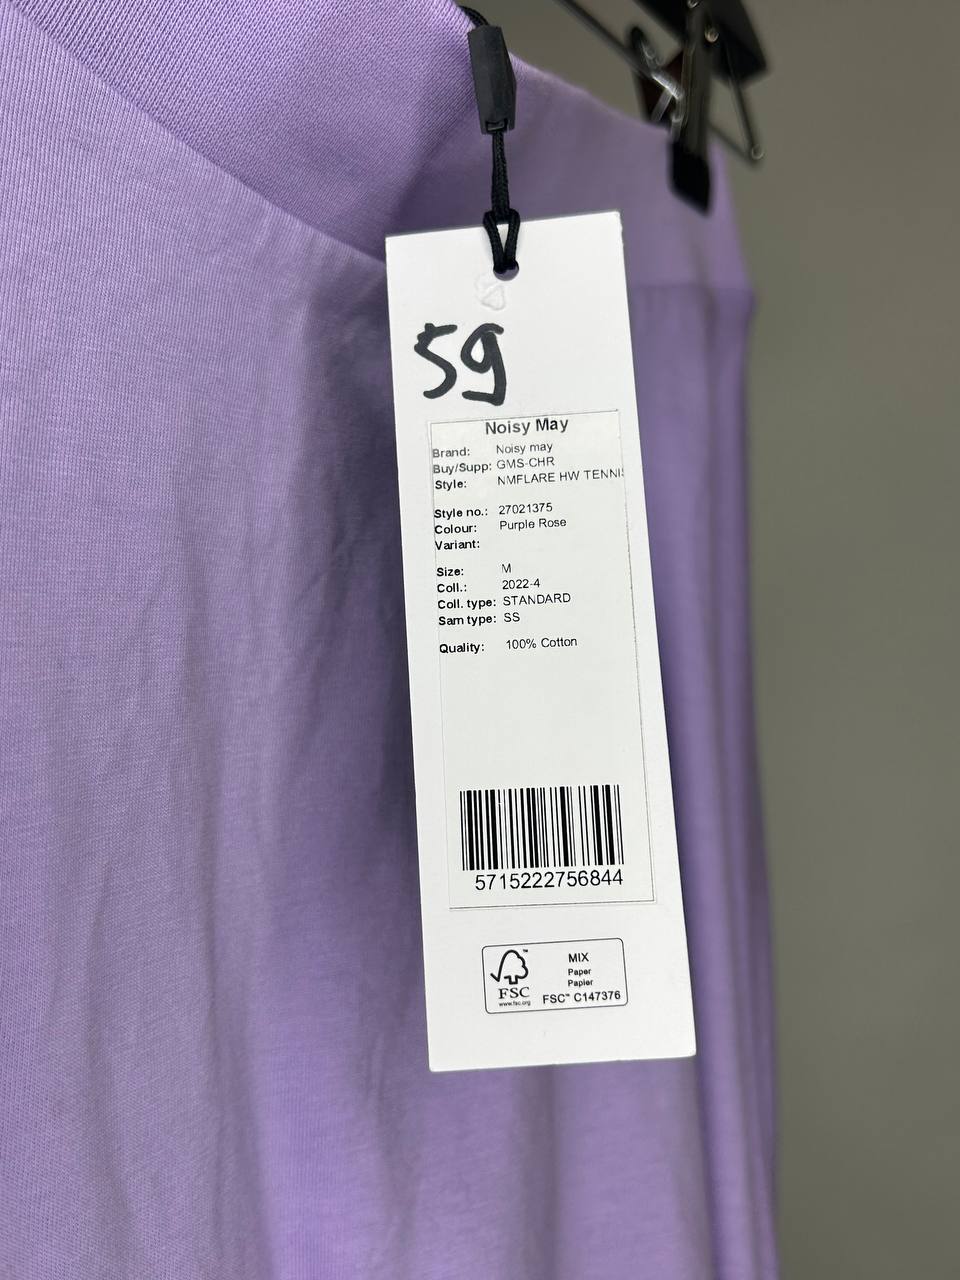 59
Noisy May
Brand: Noisy may
Buy/Supp: GMS-CHR
Style: NMFLARE HW TENNIS
Style no.: 27021375
Colour: Purple Rose
Variant:
Size: M
Coll.: 2022-4
Coll. type: STANDARD
Sam type: SS
Quality: 100% Cotton
5715222756844
FSC
www.fsc.org
MIX
Paper
Papier
FSC™ C147376